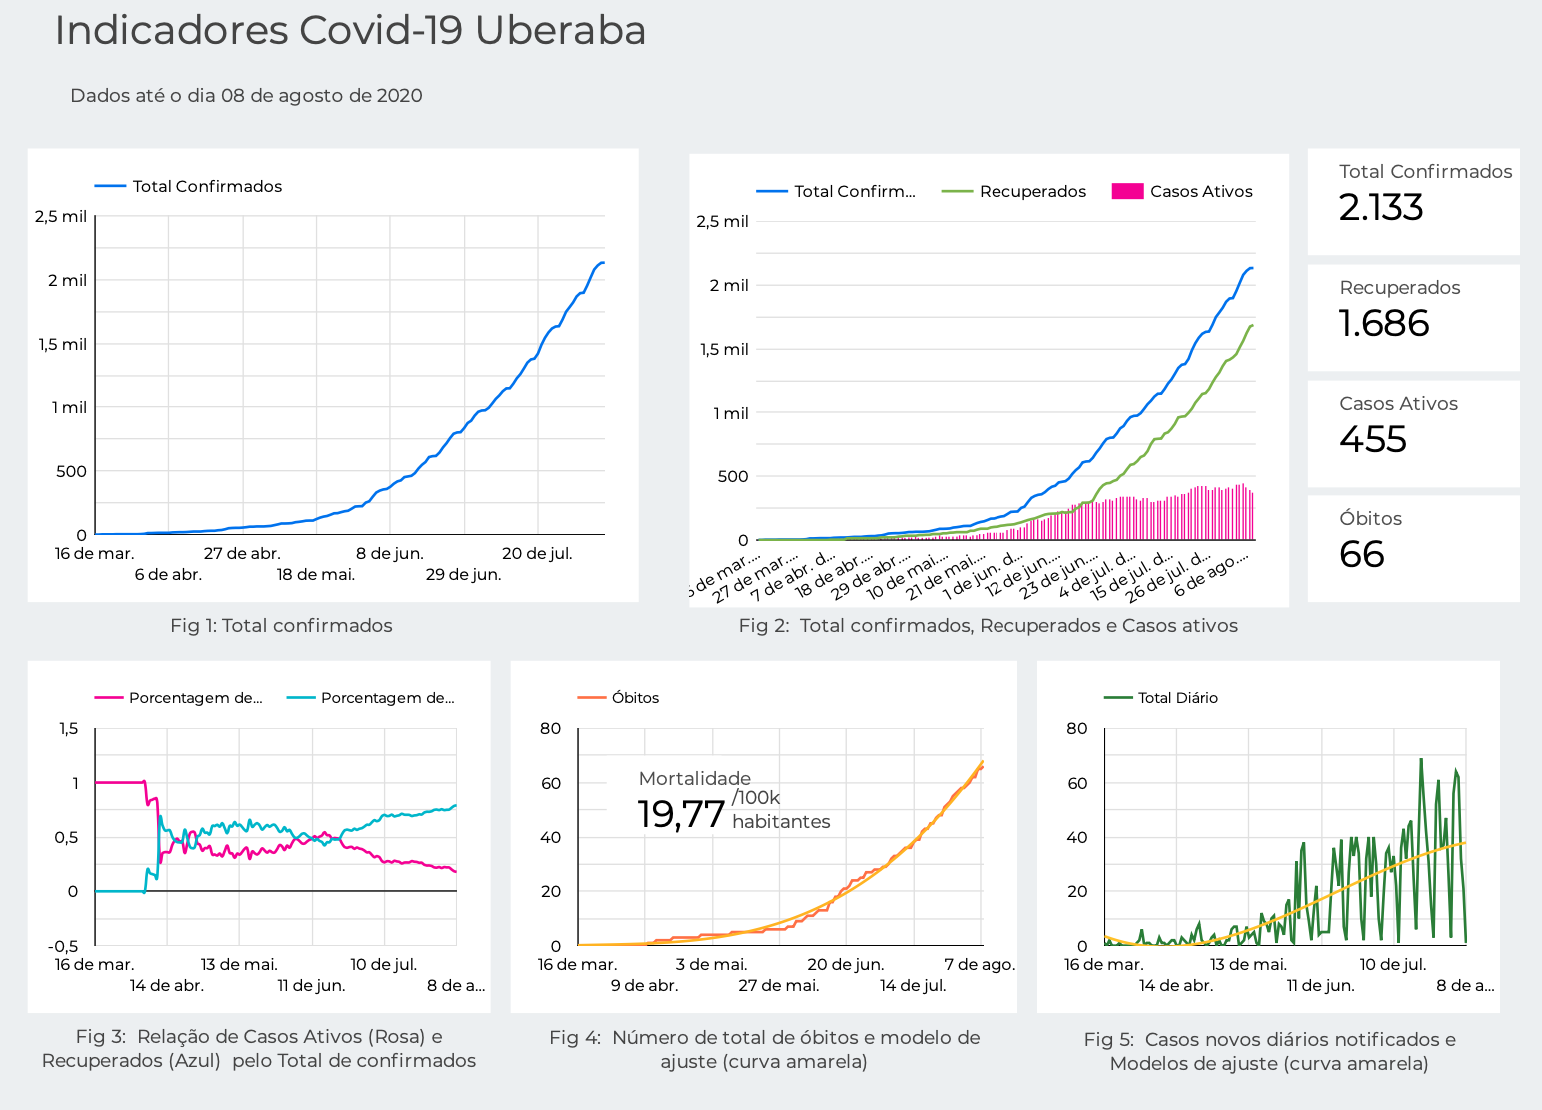 Indicadores Covid-19 Uberaba
Dados até o dia 08 de agosto de 2020
Total Confirmados
2,5 mil
2 mil
1,5 mil
1 mil
500
0
16 de mar.
27 de abr.
8 de jun.
20 de jul.
6 de abr.
18 de mai.
29 de jun.
Fig 1: Total confirmados
Total Confirm...
Recuperados
Casos Ativos
2,5 mil
2 mil
1,5 mil
1 mil
500
0
6 de mar....
27 de mar....
7 de abr. d...
18 de abr....
29 de abr....
10 de mai....
21 de mai....
1 de jun. d...
12 de jun....
23 de jun....
4 de jul. d...
15 de jul. d...
26 de jul. d...
6 de ago....
Fig 2: Total confirmados, Recuperados e Casos ativos
Total Confirmados
2.133
Recuperados
1.686
Casos Ativos
455
Óbitos
66
Porcentagem de...
Porcentagem de...
1,5
1
0,5
0
-0,5
16 de mar.
13 de mai.
10 de jul.
14 de abr.
11 de jun.
8 de a...
Fig 3: Relação de Casos Ativos (Rosa) e
Recuperados (Azul) pelo Total de confirmados
Óbitos
80
60
40
20
0
Mortalidade
19,77 /100k
habitantes
16 de mar.
3 de mai.
20 de jun.
7 de ago.
9 de abr.
27 de mai.
14 de jul.
Fig 4: Número de total de óbitos e modelo de
ajuste (curva amarela)
Total Diário
80
60
40
20
0
16 de mar.
13 de mai.
10 de jul.
14 de abr.
11 de jun.
8 de a...
Fig 5: Casos novos diários notificados e
Modelos de ajuste (curva amarela)